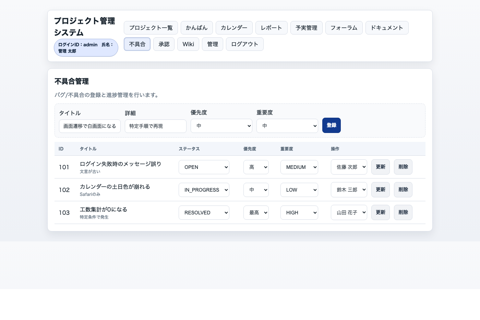 プロジェクト管理
システム
ログインID：admin 氏名：
管理 太郎
プロジェクト一覧 かんばん カレンダー レポート 予実管理 フォーラム ドキュメント
不具合 承認 Wiki 管理 ログアウト
不具合管理
バグ/不具合の登録と進捗管理を行います。
タイトル 詳細 優先度 重要度
画面遷移で白画面になる 特定手順で再現 中 中 登録
ID タイトル ステータス 優先度 重要度 操作
101 ログイン失敗時のメッセージ誤り OPEN 高 MEDIUM 佐藤 次郎 更新 削除
文言が古い
102 カレンダーの土日色が崩れる IN_PROGRESS 中 LOW 鈴木 三郎 更新 削除
Safariのみ
103 工数集計が0になる RESOLVED 最高 HIGH 山田 花子 更新 削除
特定条件で発生